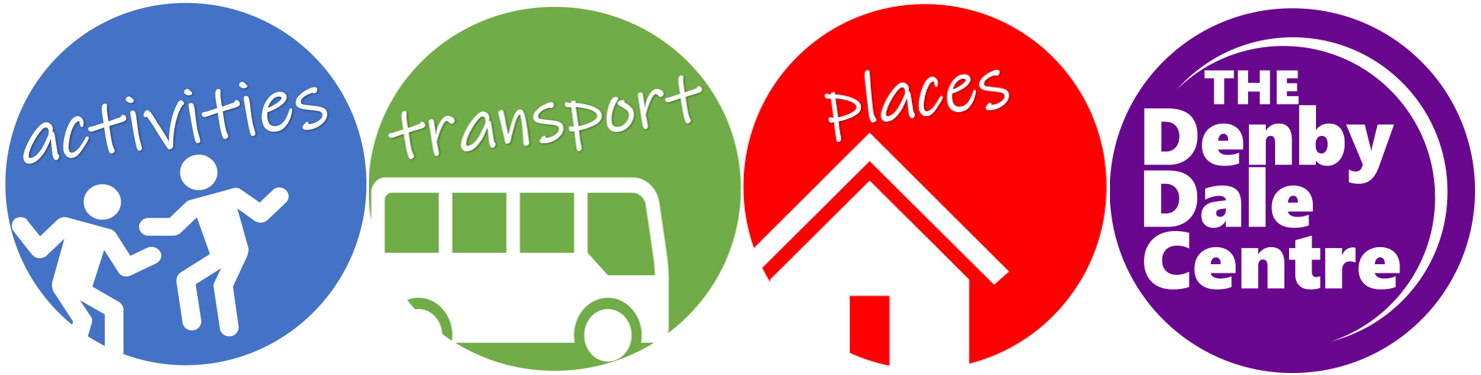 activities
transport
places
THE
Denby
Dale
Centre